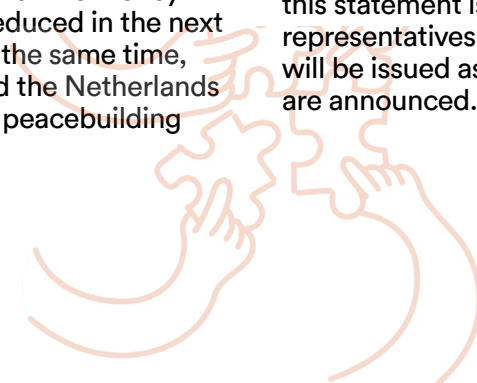 educed in the next
the same time,
d the Netherlands
peacebuilding
this statement is
representatives
will be issued as
are announced.